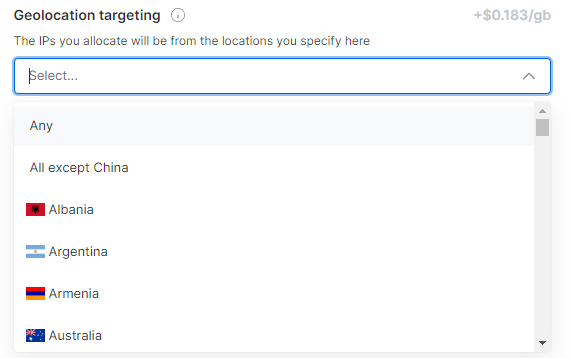 Geolocation targeting +$0.183/gb
The IPs you allocate will be from the locations you specify here
Select...
Any
All except China
Albania
Argentina
Armenia
Australia